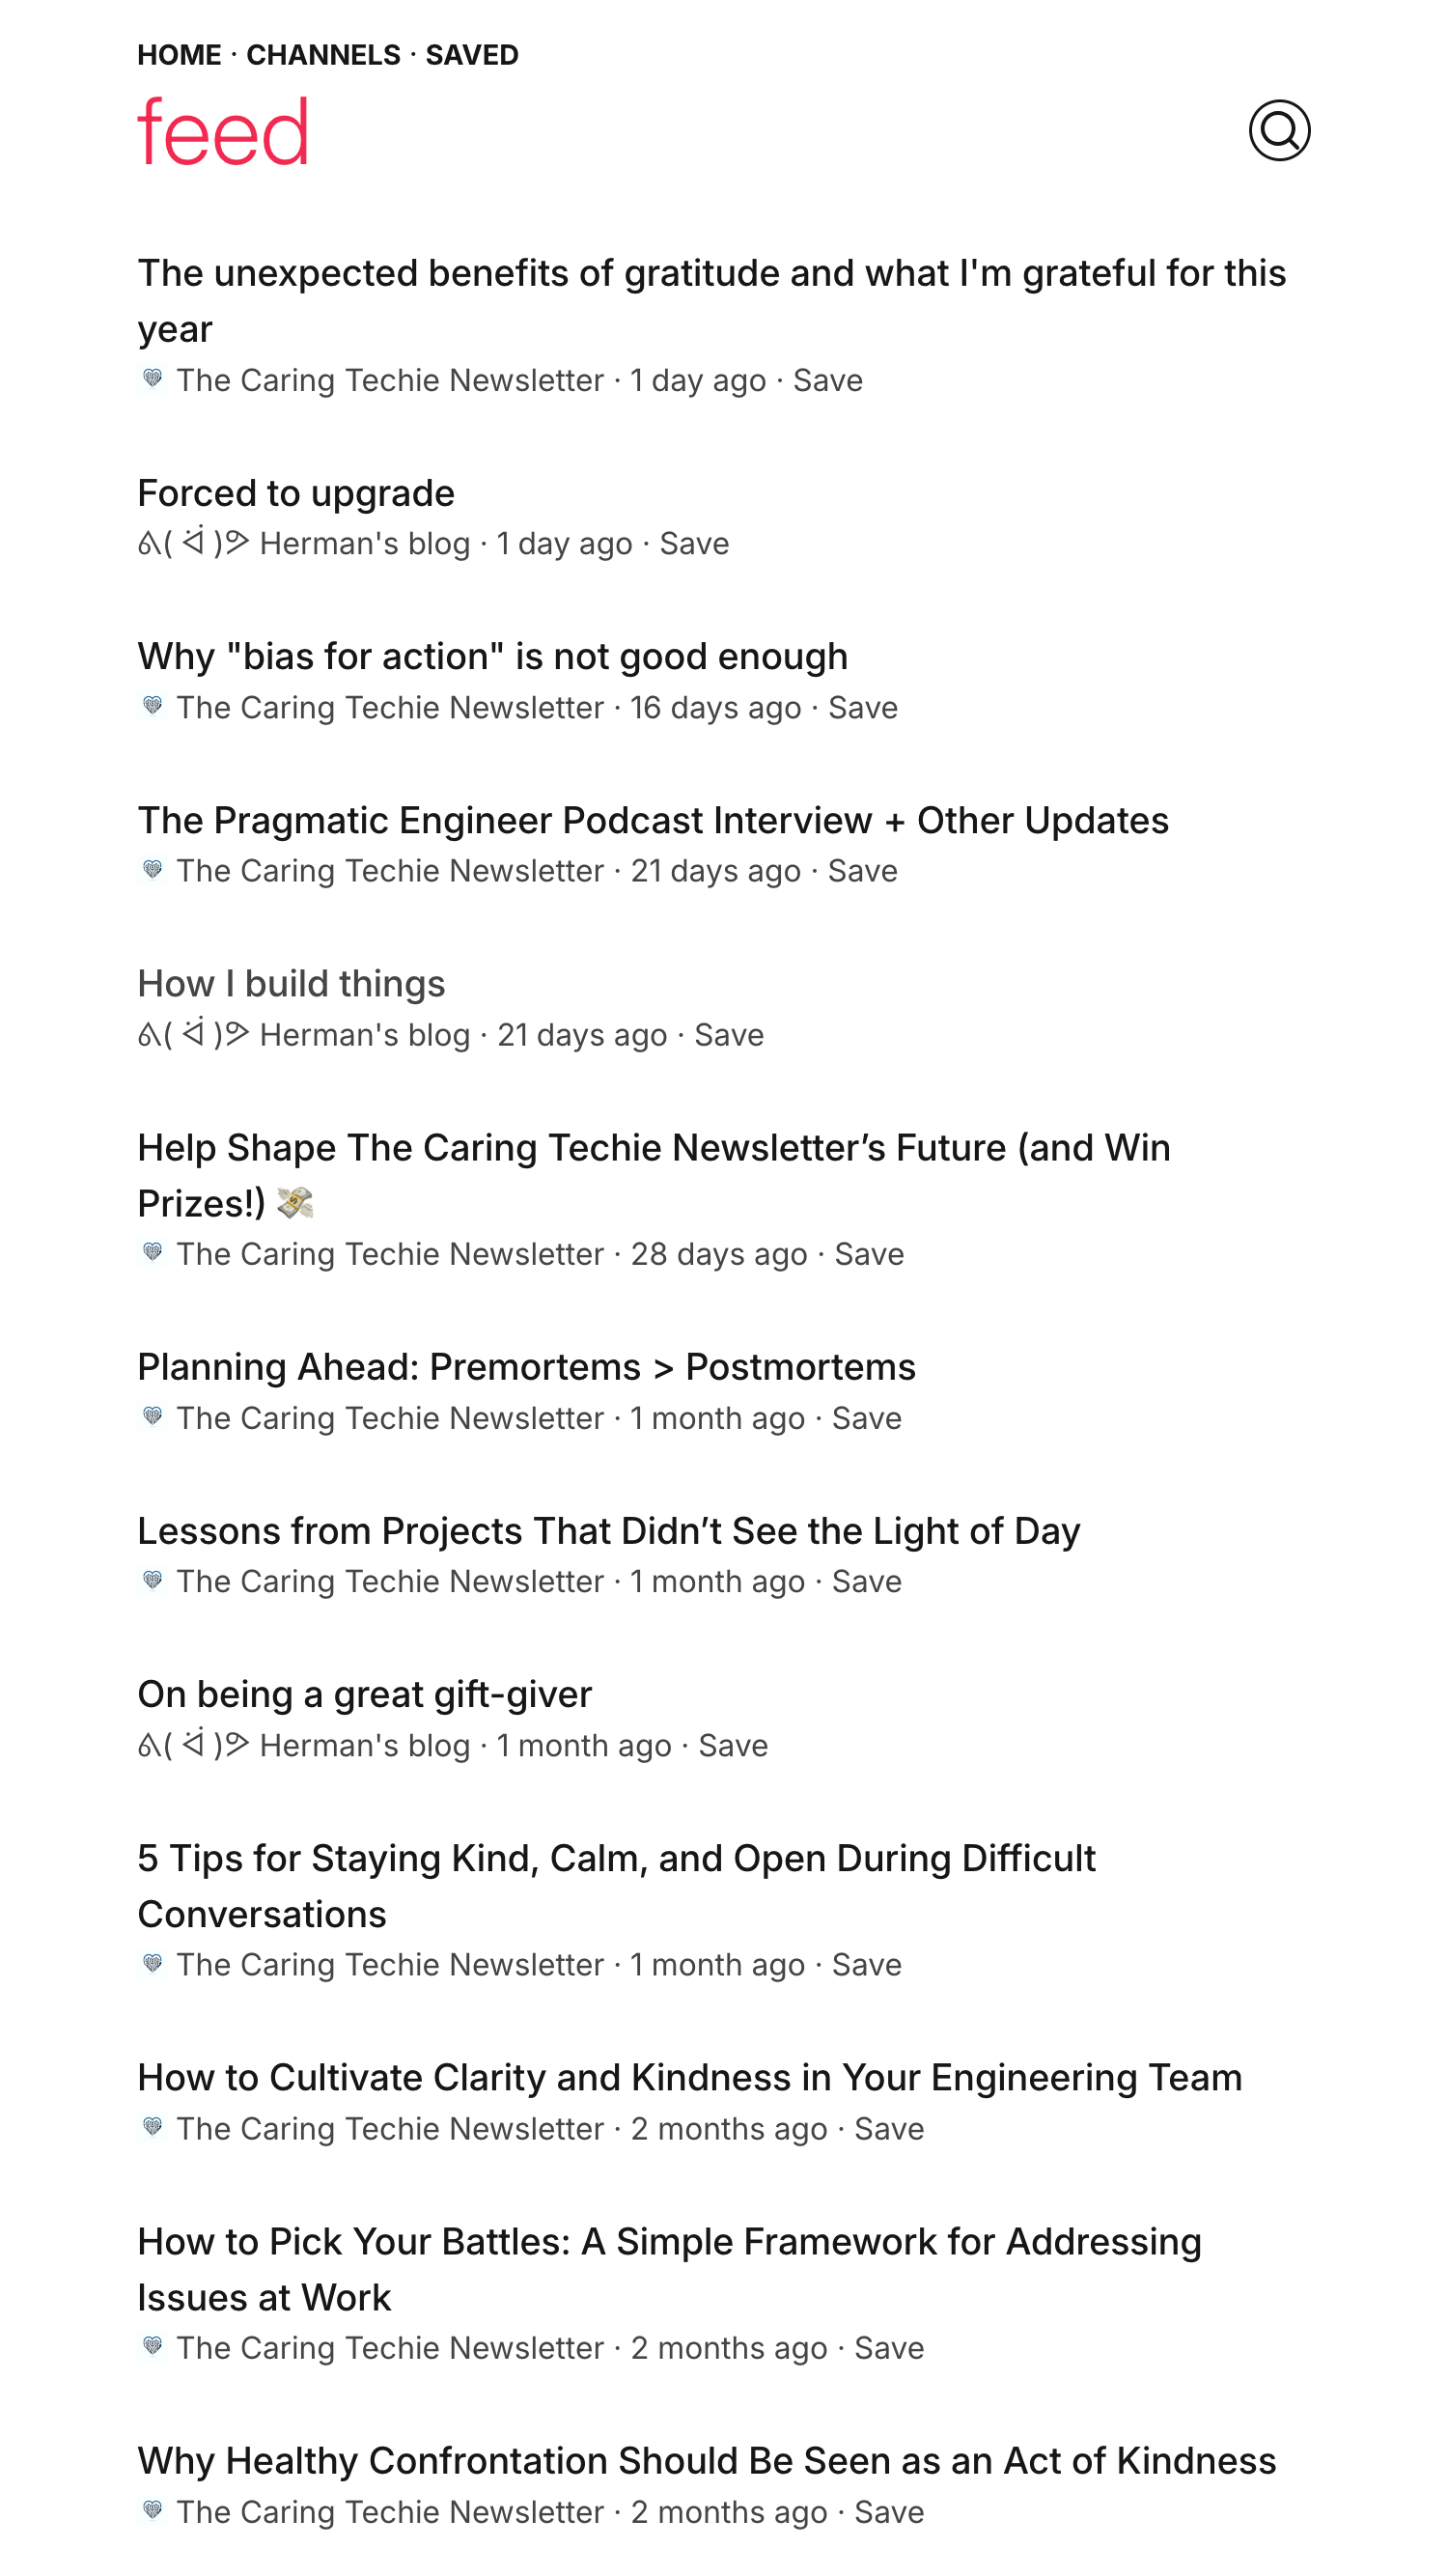 HOME · CHANNELS · SAVED
feed
The unexpected benefits of gratitude and what I'm grateful for this
year
The Caring Techie Newsletter · 1 day ago · Save
Forced to upgrade
ᕕ( ᐛ )ᕗ Herman's blog · 1 day ago · Save
Why "bias for action" is not good enough
The Caring Techie Newsletter · 16 days ago · Save
The Pragmatic Engineer Podcast Interview + Other Updates
The Caring Techie Newsletter · 21 days ago · Save
How I build things
ᕕ( ᐛ )ᕗ Herman's blog · 21 days ago · Save
Help Shape The Caring Techie Newsletter’s Future (and Win
Prizes!) 💸
The Caring Techie Newsletter · 28 days ago · Save
Planning Ahead: Premortems > Postmortems
The Caring Techie Newsletter · 1 month ago · Save
Lessons from Projects That Didn’t See the Light of Day
The Caring Techie Newsletter · 1 month ago · Save
On being a great gift-giver
ᕕ( ᐛ )ᕗ Herman's blog · 1 month ago · Save
5 Tips for Staying Kind, Calm, and Open During Difficult
Conversations
The Caring Techie Newsletter · 1 month ago · Save
How to Cultivate Clarity and Kindness in Your Engineering Team
The Caring Techie Newsletter · 2 months ago · Save
How to Pick Your Battles: A Simple Framework for Addressing
Issues at Work
The Caring Techie Newsletter · 2 months ago · Save
Why Healthy Confrontation Should Be Seen as an Act of Kindness
The Caring Techie Newsletter · 2 months ago · Save